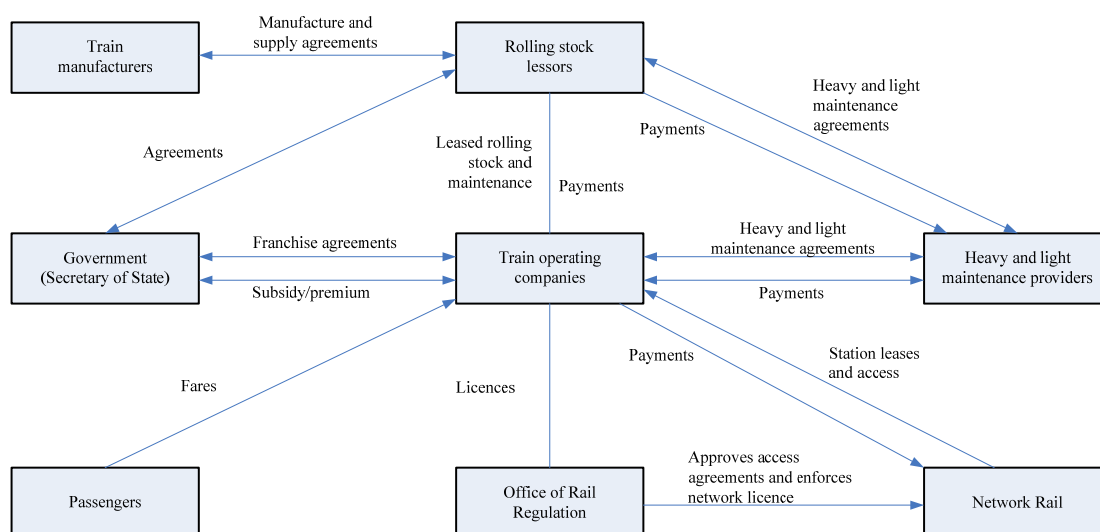 Train
manufacturers
Manufacture and
supply agreements
Rolling stock
lessors
Heavy and light
maintenance
agreements
Payments
Agreements
Leased rolling
stock and
maintenance
Payments
Government
(Secretary of State)
Franchise agreements
Subsidy/premium
Train operating
companies
Heavy and light
maintenance agreements
Payments
Heavy and light
maintenance providers
Fares
Licences
Payments
Station leases
and access
Passengers
Office of Rail
Regulation
Approves access
agreements and enforces
network licence
Network Rail